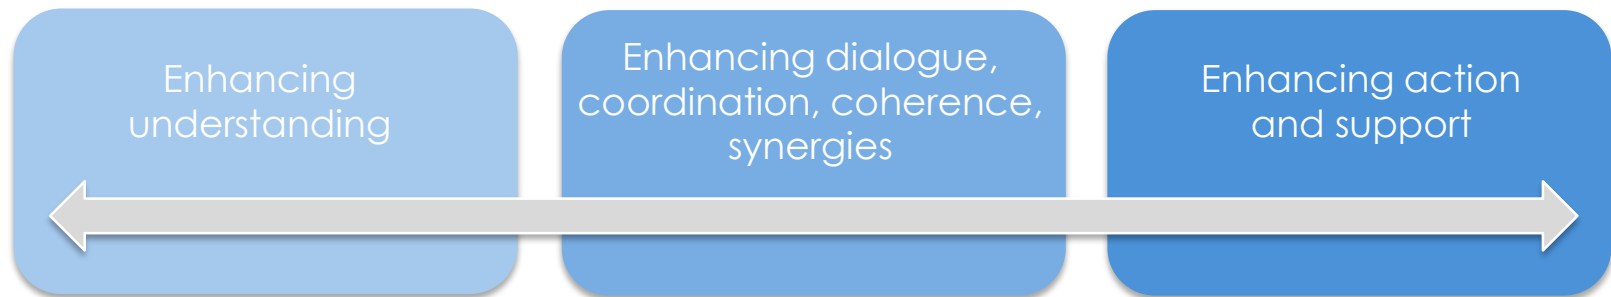 Enhancing
understanding
Enhancing dialogue,
coordination, coherence,
synergies
Enhancing action
and support